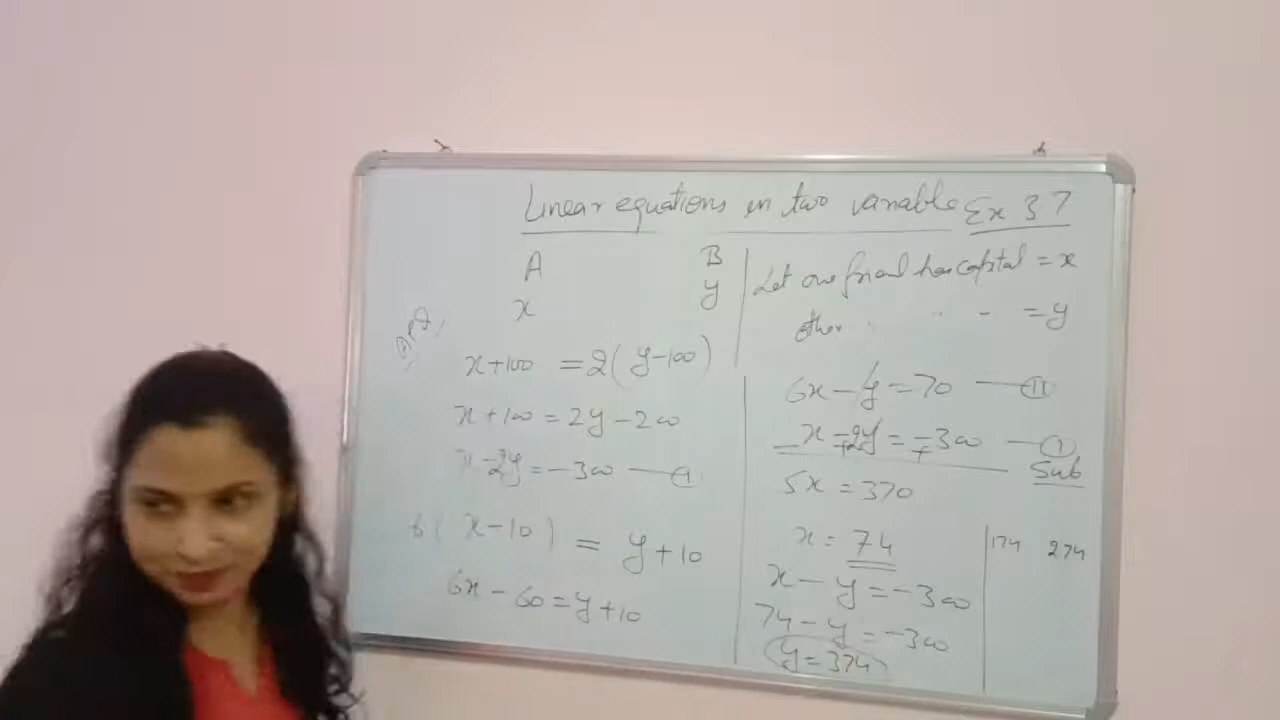 Linear equations in two variable Ex 3 7
A B
x y
x+100 = 2(y-100)
x+100 = 2y-200
x-2y = -300 — (1)
6(x-10) = y+10
6x-60 = y+10
Let one friend has capital = x
other " " - = y
6x-y = 70 — (11)
x-2y = -300 — (1)
- + +
Sub
5x = 370
x = 74
x-y = -300
74-y = -300
y = 374
174 274